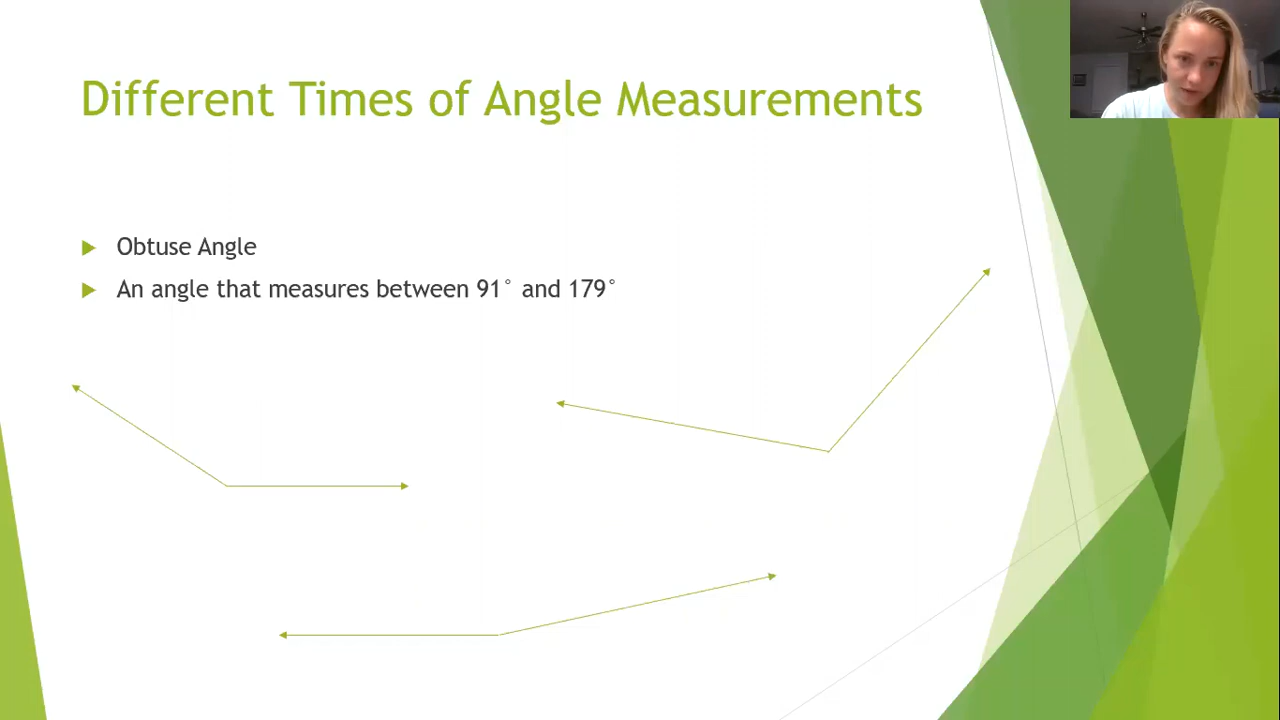 Different Times of Angle Measurements
Obtuse Angle
An angle that measures between 91° and 179°